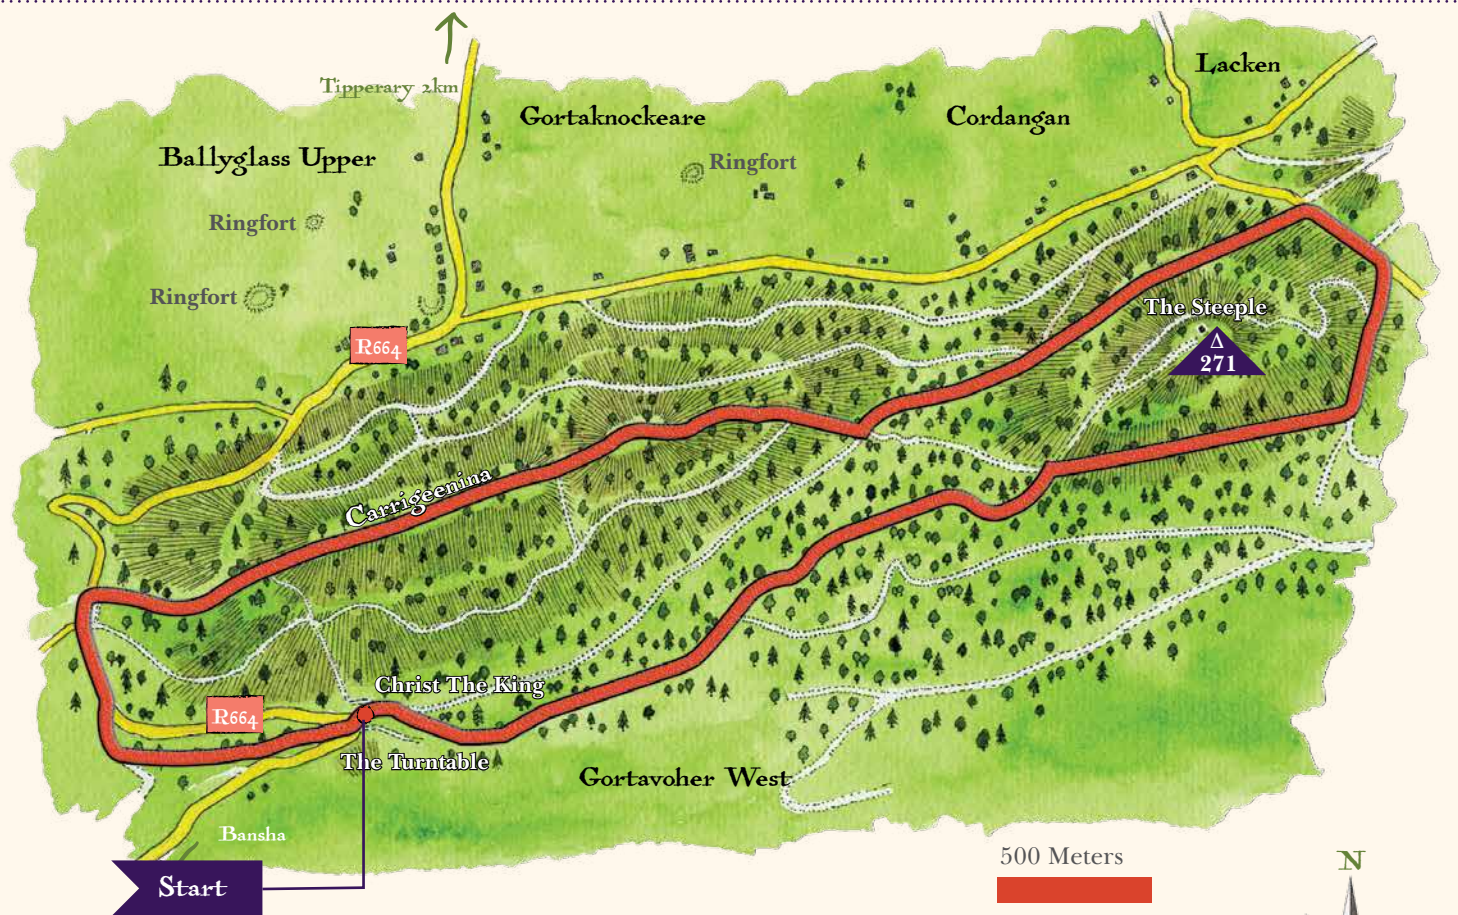 Tipperary 2km
Lacken
Gortaknockeare
Cordangan
Ballyglass Upper
Ringfort
Ringfort
Ringfort
The Steeple
R664
Δ
271
Carrigeenina
Christ The King
R664
The Turntable
Gortavoher West
Bansha
500 Meters
N
Start